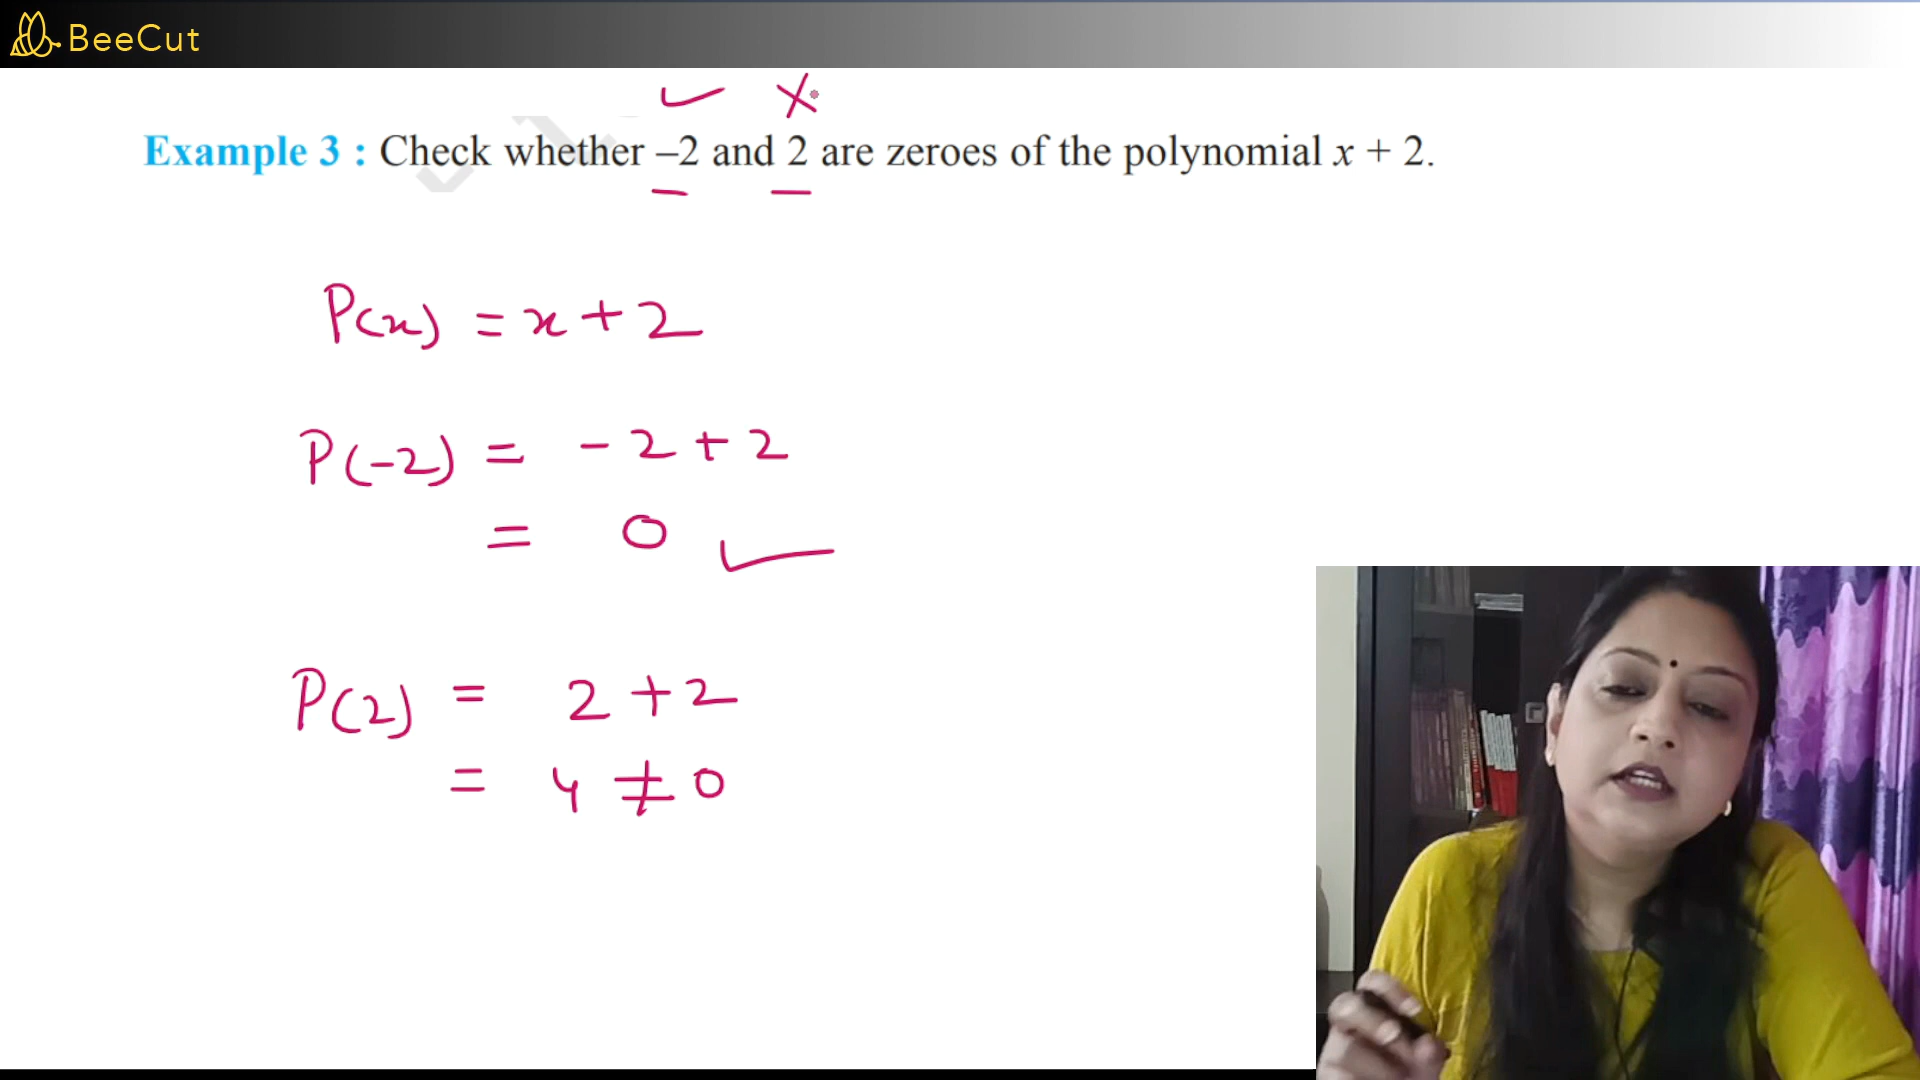 BeeCut
✓ ×
Example 3 : Check whether –2 and 2 are zeroes of the polynomial x + 2.
P(x) = x + 2
P(-2) = - 2 + 2
= 0 ✓
P(2) = 2 + 2
= 4 ≠ 0